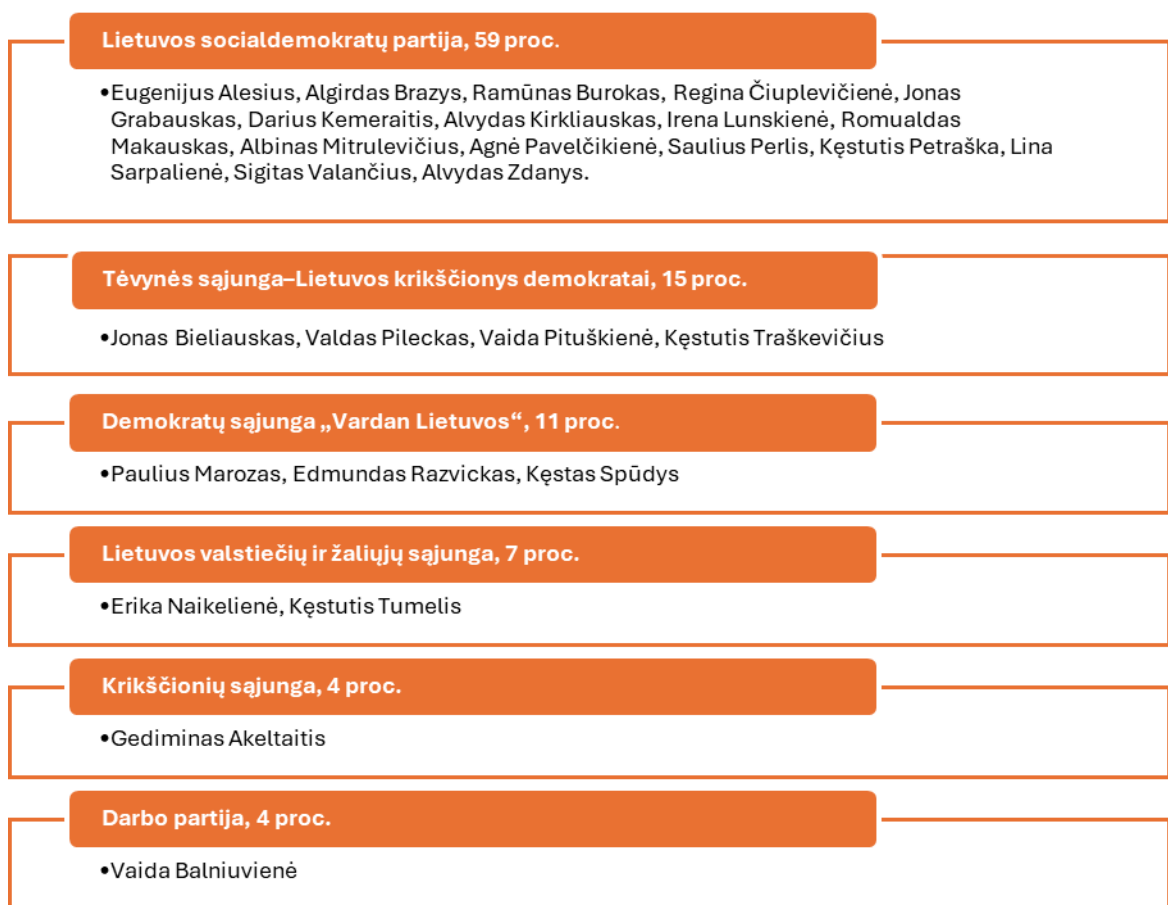 Lietuvos socialdemokratų partija, 59 proc.
•Eugenijus Alesius, Algirdas Brazys, Ramūnas Burokas, Regina Čiuplevičienė, Jonas
Grabauskas, Darius Kemeraitis, Alvydas Kirkliauskas, Irena Lunskienė, Romualdas
Makauskas, Albinas Mitrulevičius, Agnė Pavelčikienė, Saulius Perlis, Kęstutis Petraška, Lina
Sarpalienė, Sigitas Valančius, Alvydas Zdanys.
Tėvynės sąjunga–Lietuvos krikščionys demokratai, 15 proc.
•Jonas Bieliauskas, Valdas Pileckas, Vaida Pituškienė, Kęstutis Traškevičius
Demokratų sąjunga „Vardan Lietuvos“, 11 proc.
•Paulius Marozas, Edmundas Razvickas, Kęstas Spūdys
Lietuvos valstiečių ir žaliųjų sąjunga, 7 proc.
•Erika Naikelienė, Kęstutis Tumelis
Krikščionių sąjunga, 4 proc.
•Gediminas Akeltaitis
Darbo partija, 4 proc.
•Vaida Balniuvienė